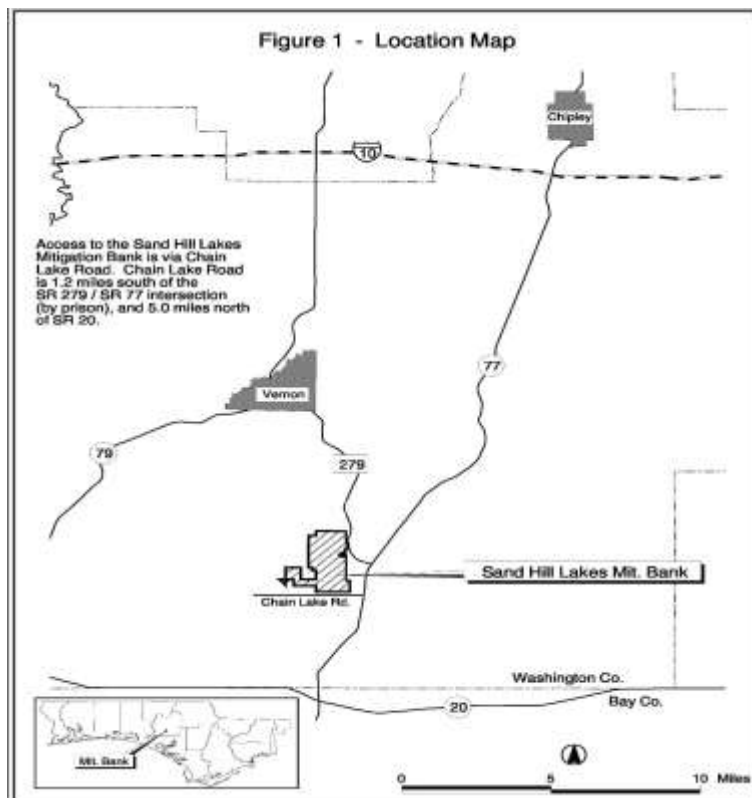 Figure 1 - Location Map
Chipley
10
Access to the Sand Hill Lakes
Mitigation Bank is via Chain
Lake Road. Chain Lake Road
is 1.2 miles south of the
SR 279 / SR 77 intersection
(by prison), and 5.0 miles north
of SR 20.
77
Vernon
79
279
Sand Hill Lakes Mit. Bank
Chain Lake Rd.
Washington Co.
Bay Co.
20
Mit. Bank
0 5 10 Miles